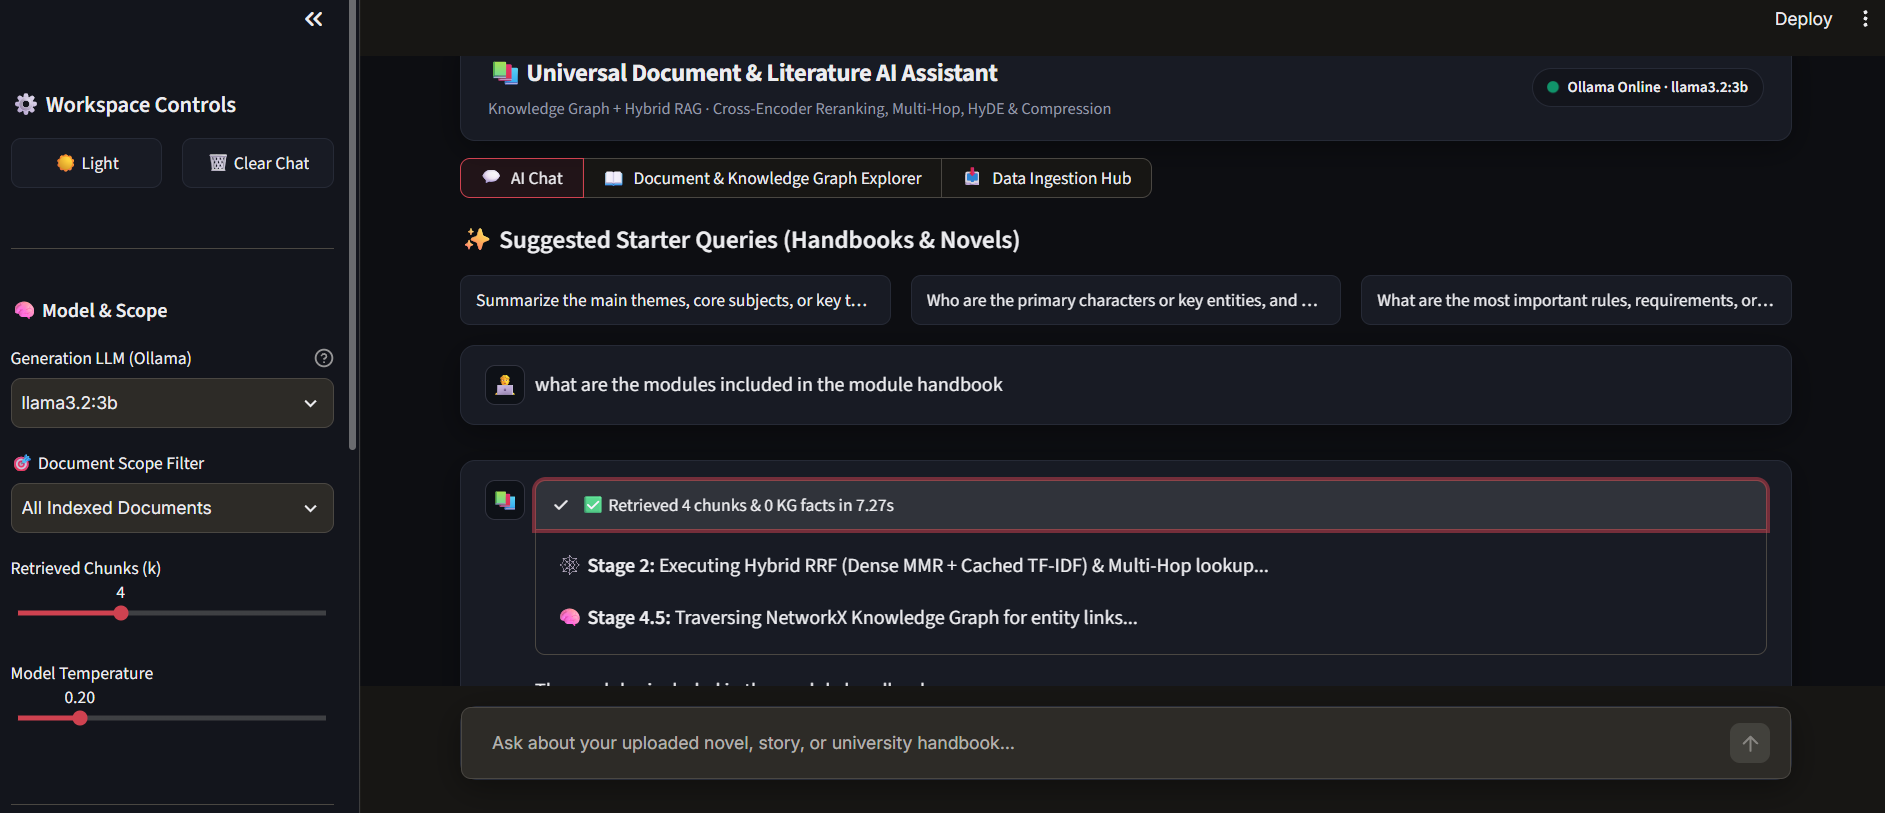 Workspace Controls
Light
Clear Chat
Model & Scope
Generation LLM (Ollama)
llama3.2:3b
Document Scope Filter
All Indexed Documents
Retrieved Chunks (k)
4
Model Temperature
0.20
Deploy
Universal Document & Literature AI Assistant
Knowledge Graph + Hybrid RAG · Cross-Encoder Reranking, Multi-Hop, HyDE & Compression
Ollama Online · llama3.2:3b
AI Chat
Document & Knowledge Graph Explorer
Data Ingestion Hub
Suggested Starter Queries (Handbooks & Novels)
Summarize the main themes, core subjects, or key t...
Who are the primary characters or key entities, and ...
What are the most important rules, requirements, or...
what are the modules included in the module handbook
Retrieved 4 chunks & 0 KG facts in 7.27s
Stage 2: Executing Hybrid RRF (Dense MMR + Cached TF-IDF) & Multi-Hop lookup...
Stage 4.5: Traversing NetworkX Knowledge Graph for entity links...
Ask about your uploaded novel, story, or university handbook...